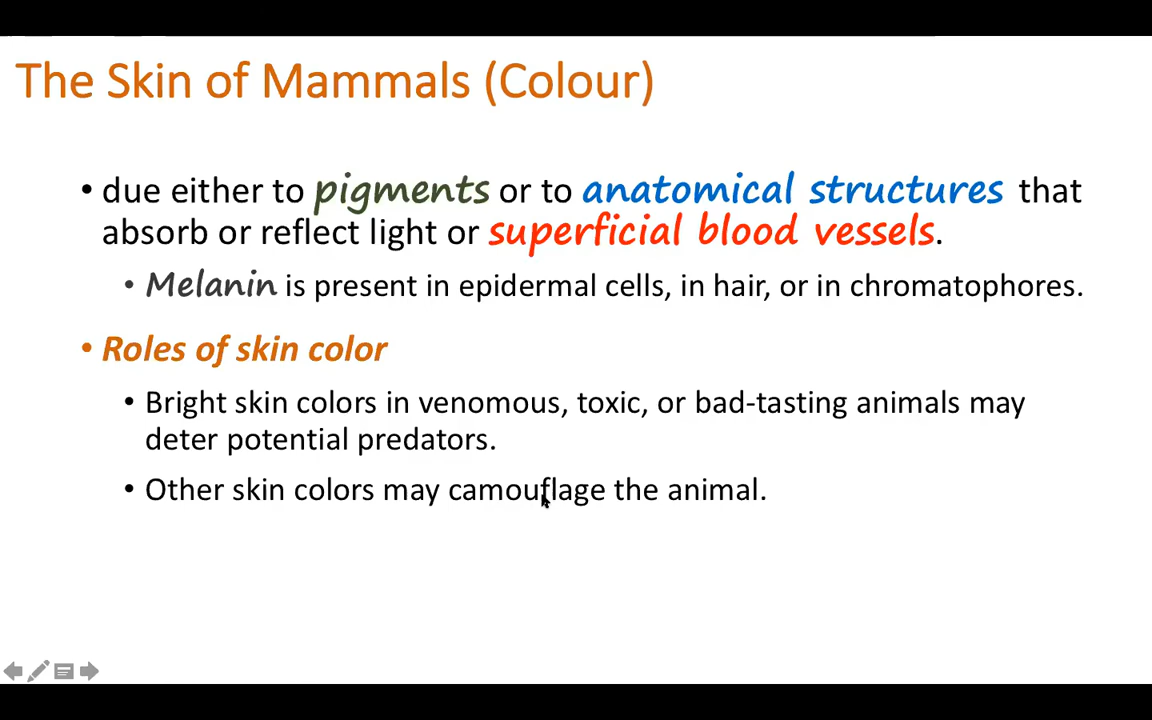 The Skin of Mammals (Colour)
• due either to pigments or to anatomical structures that
absorb or reflect light or superficial blood vessels.
• Melanin is present in epidermal cells, in hair, or in chromatophores.
• Roles of skin color
• Bright skin colors in venomous, toxic, or bad-tasting animals may
deter potential predators.
• Other skin colors may camouflage the animal.